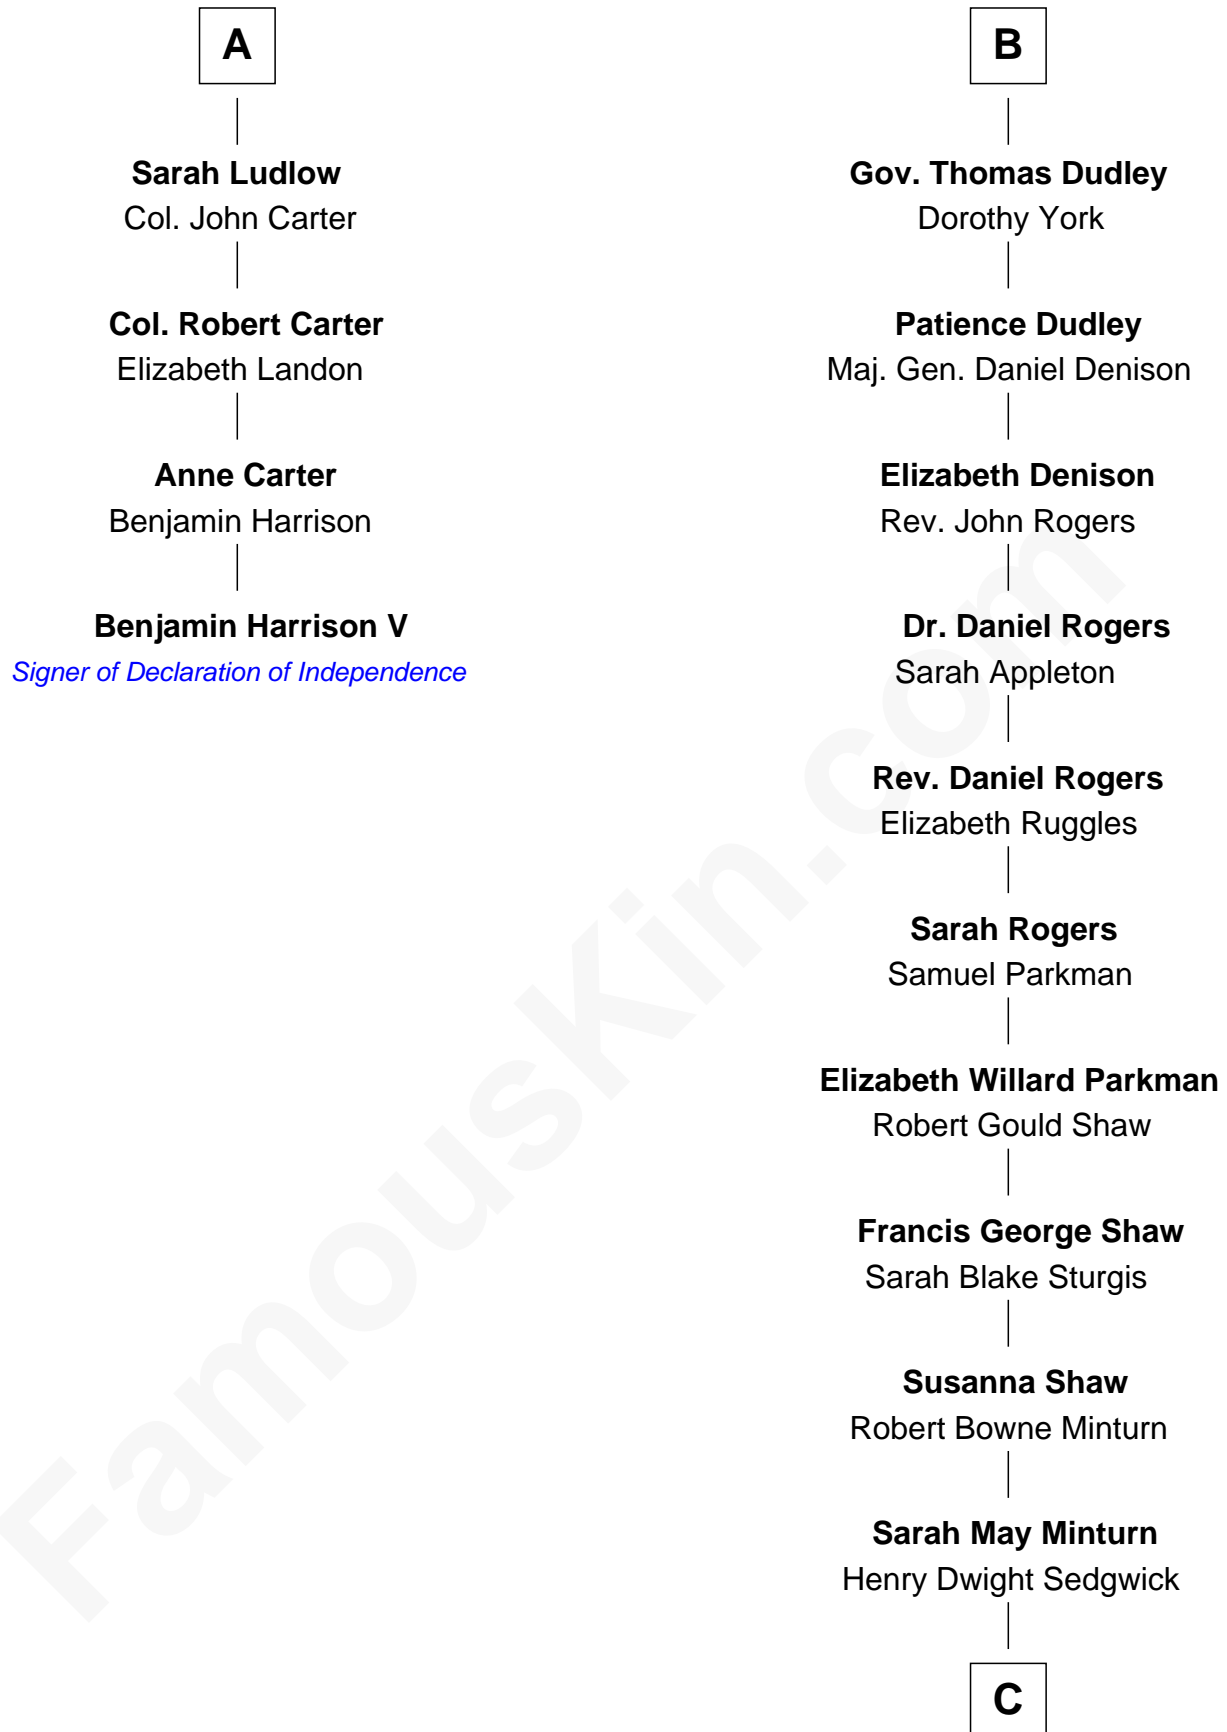 A
Sarah Ludlow
Col. John Carter
Col. Robert Carter
Elizabeth Landon
Anne Carter
Benjamin Harrison
Benjamin Harrison V
Signer of Declaration of Independence
B
Gov. Thomas Dudley
Dorothy York
Patience Dudley
Maj. Gen. Daniel Denison
Elizabeth Denison
Rev. John Rogers
Dr. Daniel Rogers
Sarah Appleton
Rev. Daniel Rogers
Elizabeth Ruggles
Sarah Rogers
Samuel Parkman
Elizabeth Willard Parkman
Robert Gould Shaw
Francis George Shaw
Sarah Blake Sturgis
Susanna Shaw
Robert Bowne Minturn
Sarah May Minturn
Henry Dwight Sedgwick
C
FamousKin.com